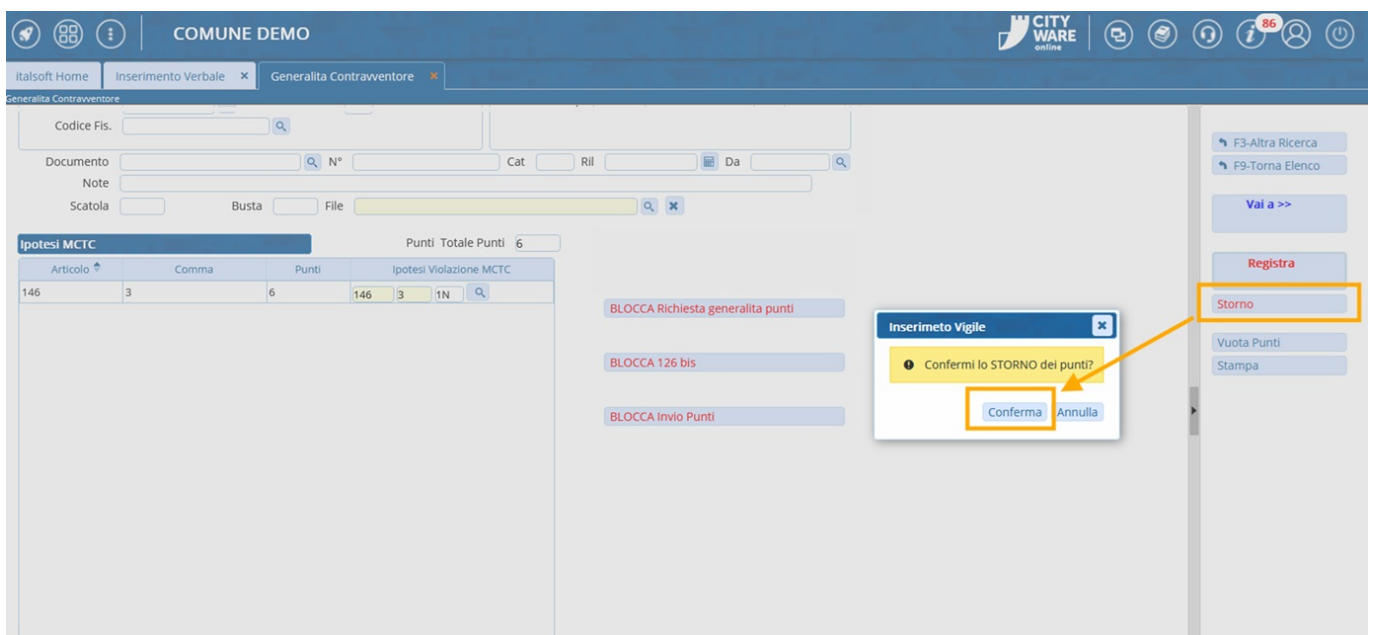 COMUNE DEMO
CITY
WARE
online
86
italsoft Home
Inserimento Verbale
Generalita Contravventore
Generalita Contravventore
Codice Fis.
Documento N° Cat Ril Da
Note
Scatola Busta File
Ipotesi MCTC
Punti Totale Punti 6
Articolo Comma Punti Ipotesi Violazione MCTC
146 3 6 146 3 1N
BLOCCA Richiesta generalita punti
BLOCCA 126 bis
BLOCCA Invio Punti
Inserimeto Vigile
Confermi lo STORNO dei punti?
Conferma Annulla
F3-Altra Ricerca
F9-Torna Elenco
Vai a >>
Registra
Storno
Vuota Punti
Stampa